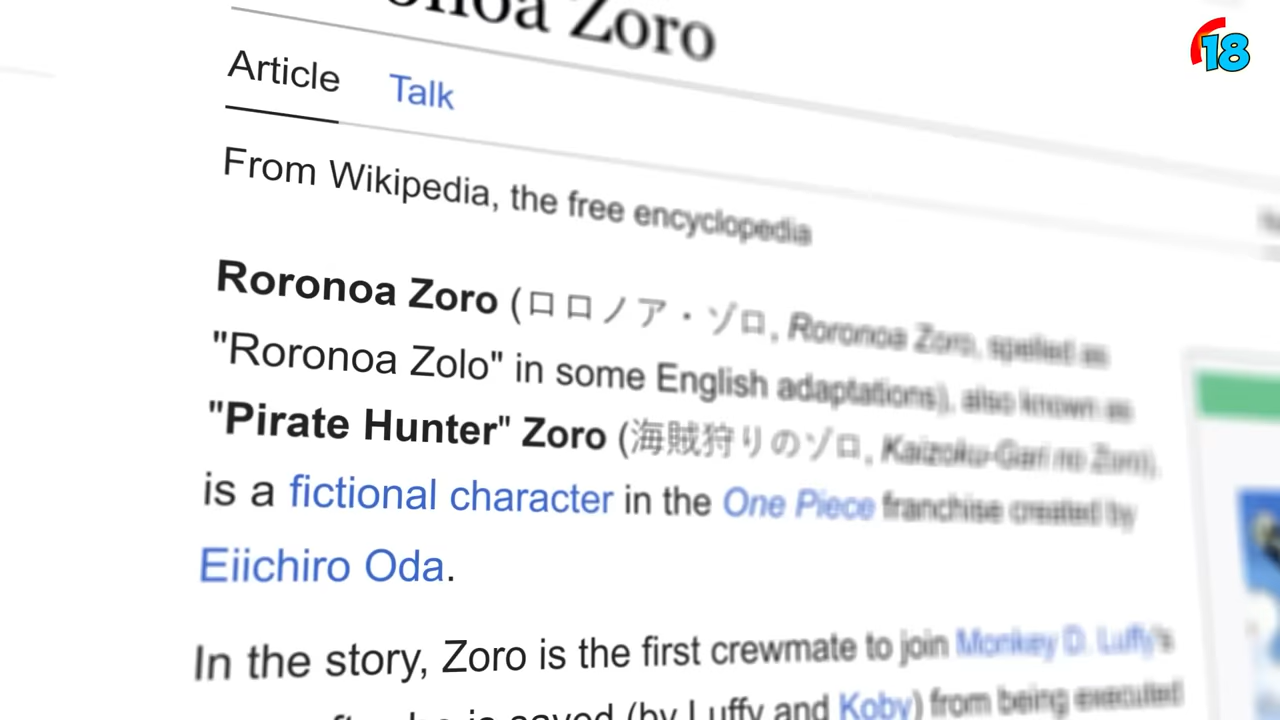 Roronoa Zoro
18
Article Talk
From Wikipedia, the free encyclopedia
Roronoa Zoro (ロロノア・ゾロ, Roronoa Zoro, spelled as
"Roronoa Zolo" in some English adaptations), also known as
"Pirate Hunter" Zoro (海賊狩りのゾロ, Kaizoku-Gari no Zoro),
is a fictional character in the One Piece franchise created by
Eiichiro Oda.
In the story, Zoro is the first crewmate to join Monkey D. Luffy's
he is saved (by Luffy and Koby) from being executed